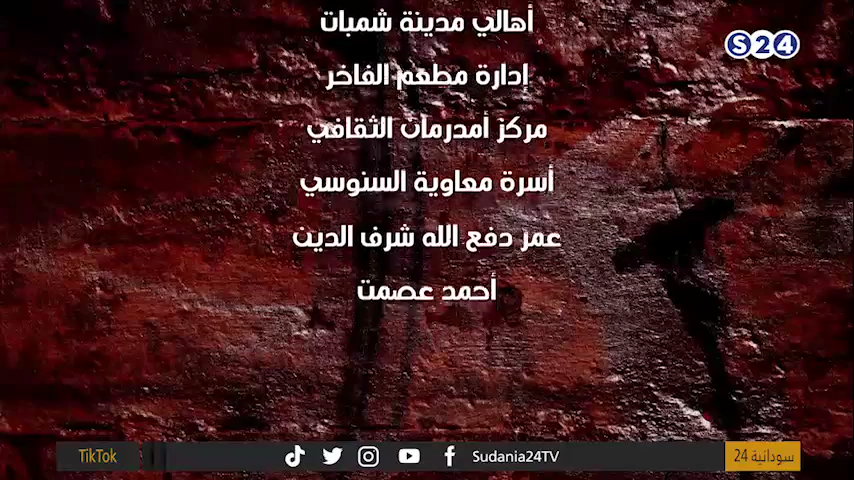 أهالي مدينة شمبات
S24
إدارة مطعم الفاخر
مركز أمدرمان الثقافي
أسرة معاوية السنوسي
عمر دفع الله شرف الدين
أحمد عصمت
TikTok
Sudania24TV
سودانية 24